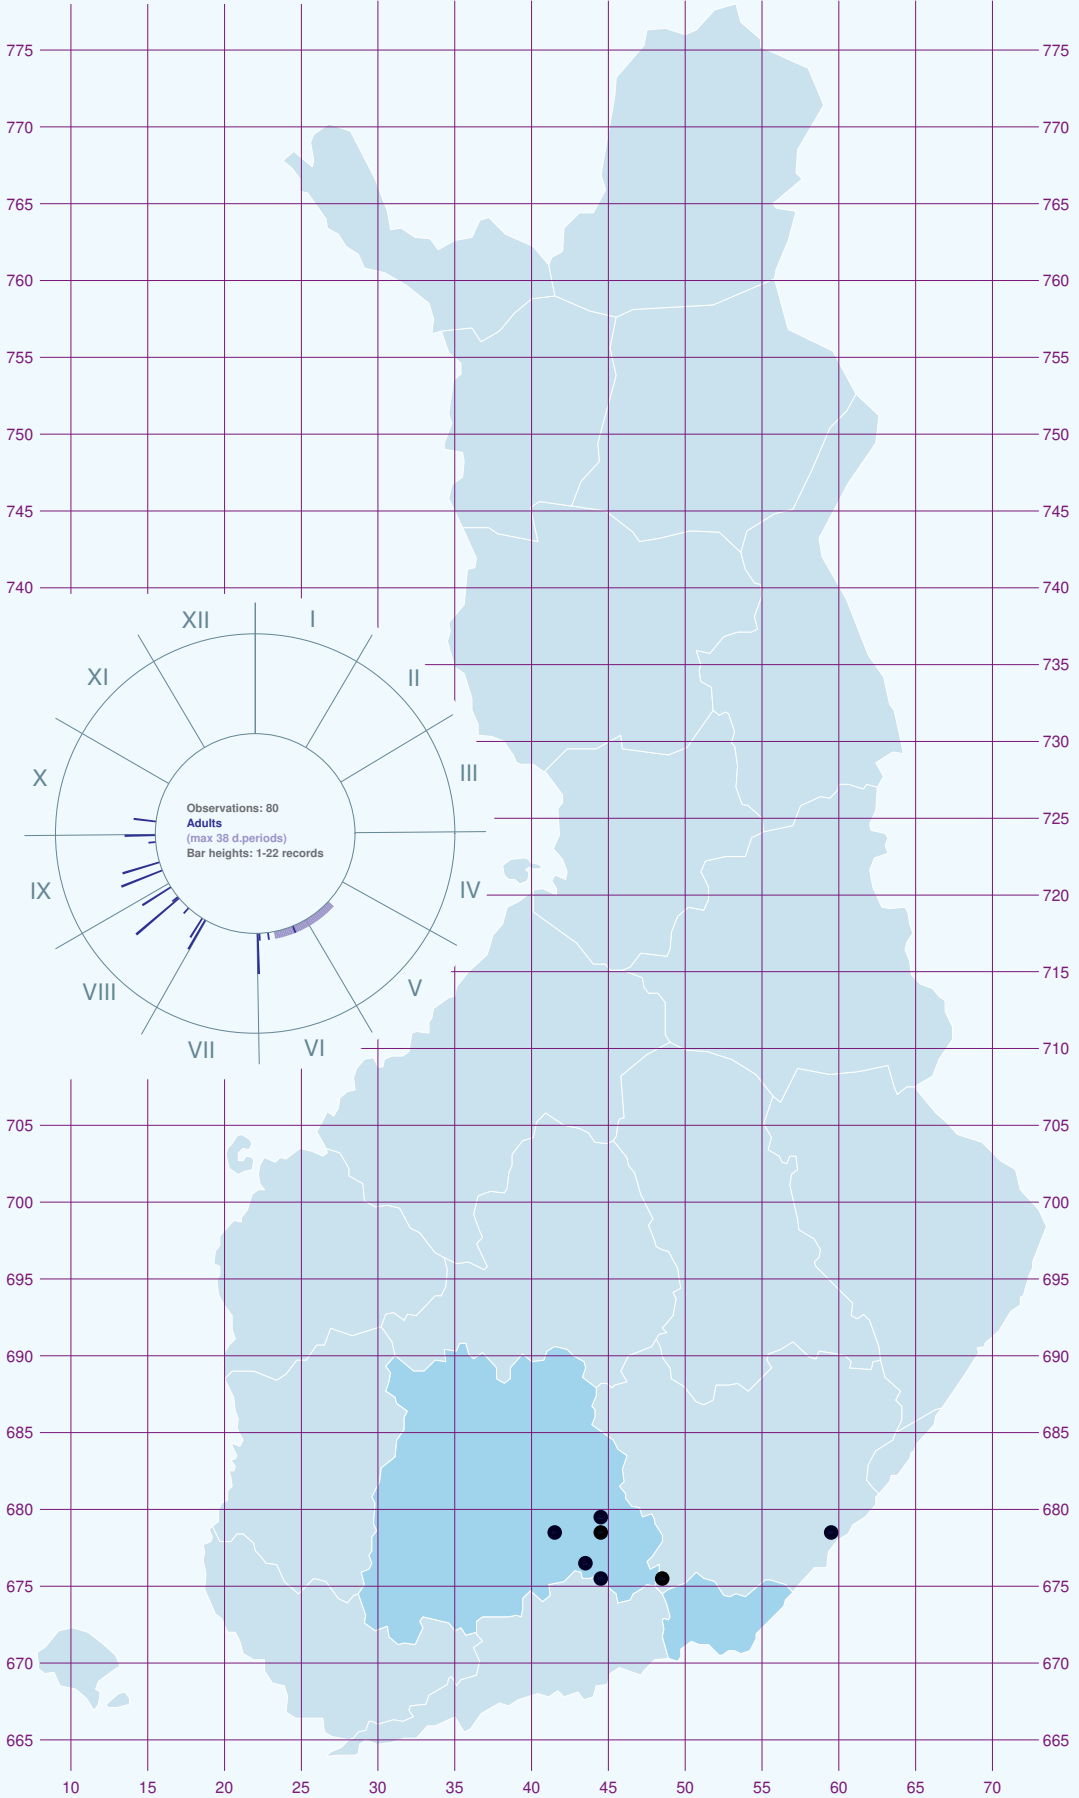 775 775
770 770
765 765
760 760
755 755
750 750
745 745
740 740
XII I
735
XI II
730 730
X III
Observations: 80
725
Adults
(max 38 d.periods)
Bar heights: 1-22 records
IX IV
720 720
715
VIII V
VII VI
710 710
705 705
700 700
695 695
690 690
685 685
680 680
675 675
670 670
665 665
10 15 20 25 30 35 40 45 50 55 60 65 70